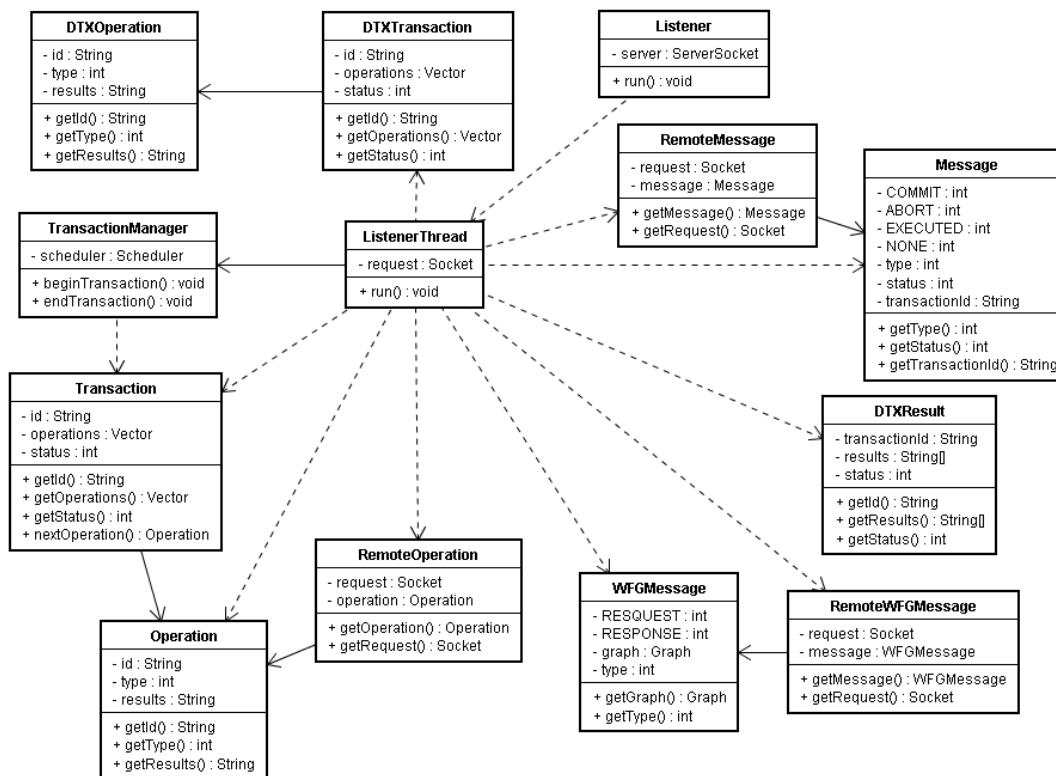 DTXOperation
- id : String
- type : int
- results : String
+ getId() : String
+ getType() : int
+ getResults() : String
DTXTransaction
- id : String
- operations : Vector
- status : int
+ getId() : String
+ getOperations() : Vector
+ getStatus() : int
Listener
- server : ServerSocket
+ run() : void
RemoteMessage
- request : Socket
- message : Message
+ getMessage() : Message
+ getRequest() : Socket
Message
- COMMIT : int
- ABORT : int
- EXECUTED : int
- NONE : int
- type : int
- status : int
- transactionId : String
+ getType() : int
+ getStatus() : int
+ getTransactionId() : String
TransactionManager
- scheduler : Scheduler
+ beginTransaction() : void
+ endTransaction() : void
ListenerThread
- request : Socket
+ run() : void
Transaction
- id : String
- operations : Vector
- status : int
+ getId() : String
+ getOperations() : Vector
+ getStatus() : int
+ nextOperation() : Operation
DTXResult
- transactionId : String
- results : String[]
- status : int
+ getId() : String
+ getResults() : String[]
+ getStatus() : int
RemoteOperation
- request : Socket
- operation : Operation
+ getOperation() : Operation
+ getRequest() : Socket
WFGMessage
- RESQUEST : int
- RESPONSE : int
- graph : Graph
- type : int
+ getGraph() : Graph
+ getType() : int
RemoteWFGMessage
- request : Socket
- message : WFGMessage
+ getMessage() : WFGMessage
+ getRequest() : Socket
Operation
- id : String
- type : int
- results : String
+ getId() : String
+ getType() : int
+ getResults() : String